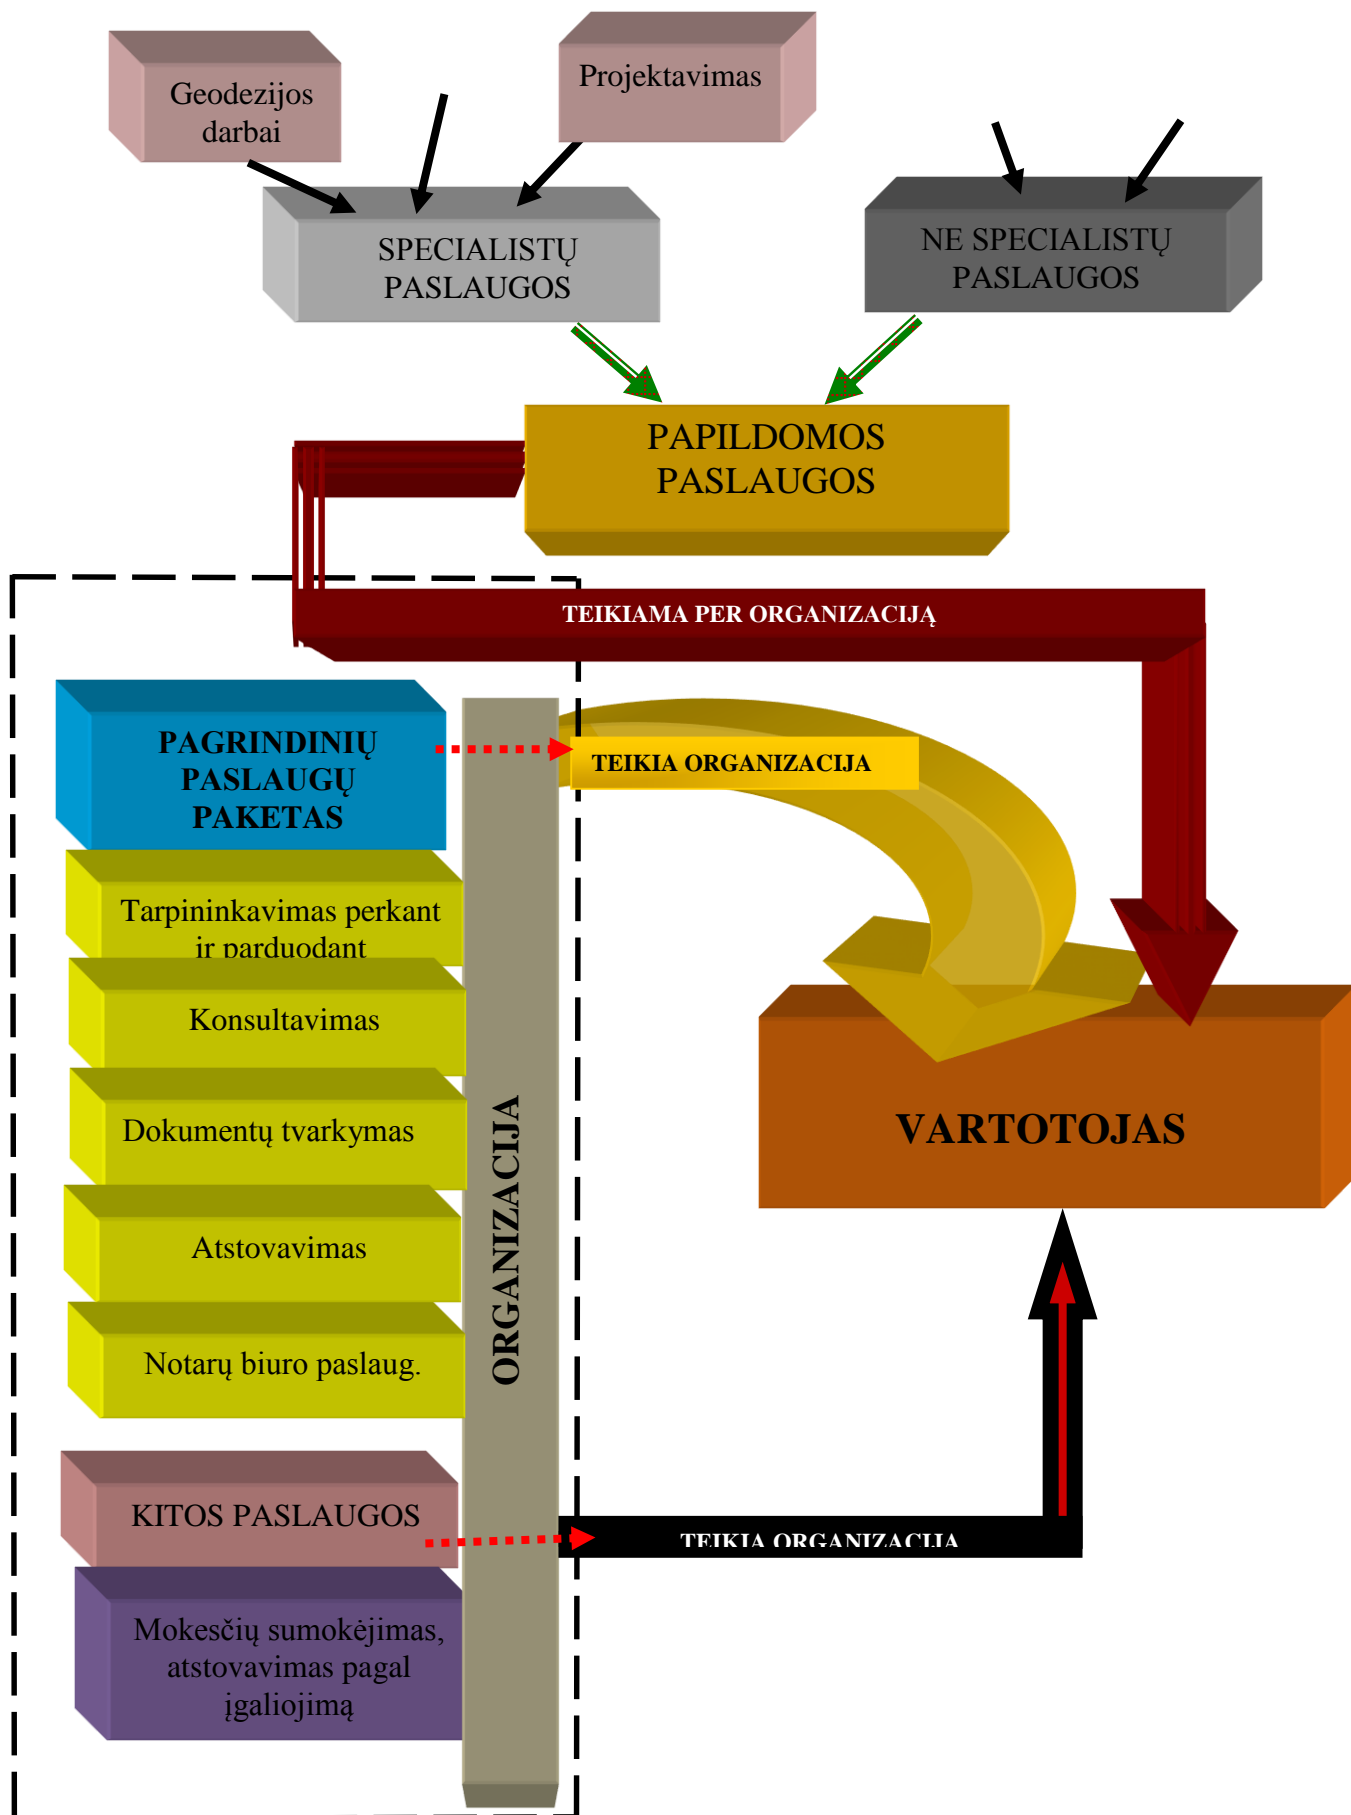 Geodezijos
darbai
Projektavimas
SPECIALISTŲ
PASLAUGOS
NE SPECIALISTŲ
PASLAUGOS
PAPILDOMOS
PASLAUGOS
TEIKIAMA PER ORGANIZACIJĄ
PAGRINDINIŲ
PASLAUGŲ
PAKETAS
TEIKIA ORGANIZACIJA
Tarpininkavimas perkant
ir parduodant
Konsultavimas
Dokumentų tvarkymas
Atstovavimas
Notarų biuro paslaug.
ORGANIZACIJA
VARTOTOJAS
KITOS PASLAUGOS
TEIKIA ORGANIZACIJA
Mokesčių sumokėjimas,
atstovavimas pagal
įgaliojimą